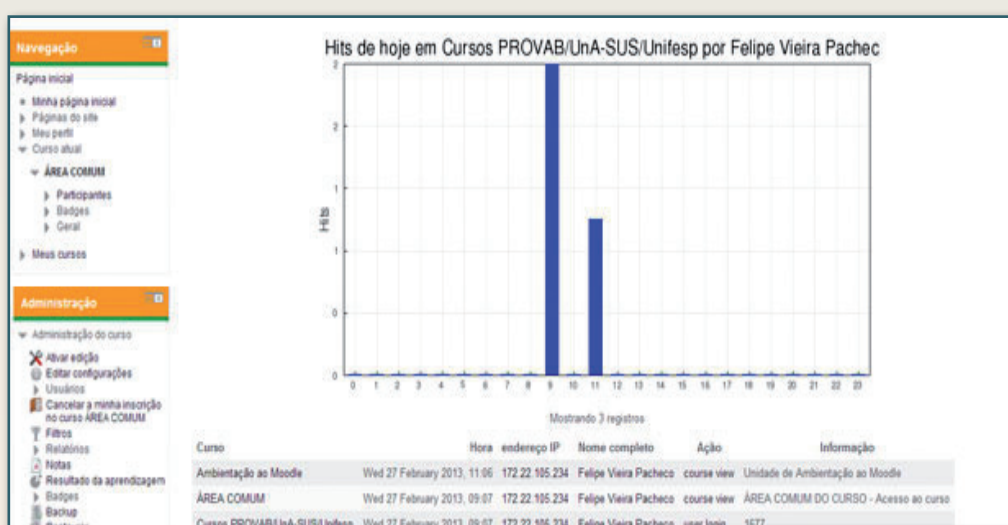 Navegação
Página inicial
Minha página inicial
Páginas do site
Meu perfil
Curso atual
ÁREA COMUM
Participantes
Badges
Geral
Meus cursos
Administração
Administração do curso
Ativar edição
Editar configurações
Usuários
Cancelar a minha inscrição
no curso ÁREA COMUM
Filtros
Relatórios
Notas
Resultado da aprendizagem
Badges
Backup
Hits de hoje em Cursos PROVAB/UnA-SUS/Unifesp por Felipe Vieira Pachec
2
2
1
1
0
0
Hits
0 1 2 3 4 5 6 7 8 9 10 11 12 13 14 15 16 17 18 19 20 21 22 23
Mostrando 3 registros
Curso Hora endereço IP Nome completo Ação Informação
Ambientação ao Moodle Wed 27 February 2013, 11:06 172.22.105.234 Felipe Vieira Pacheco course view Unidade de Ambientação ao Moodle
ÁREA COMUM Wed 27 February 2013, 09:07 172.22.105.234 Felipe Vieira Pacheco course view ÁREA COMUM DO CURSO - Acesso ao curso
Cursos PROVAB/UnA-SUS/Unifesp Wed 27 February 2013, 09:07 172.22.105.234 Felipe Vieira Pacheco user login 1677